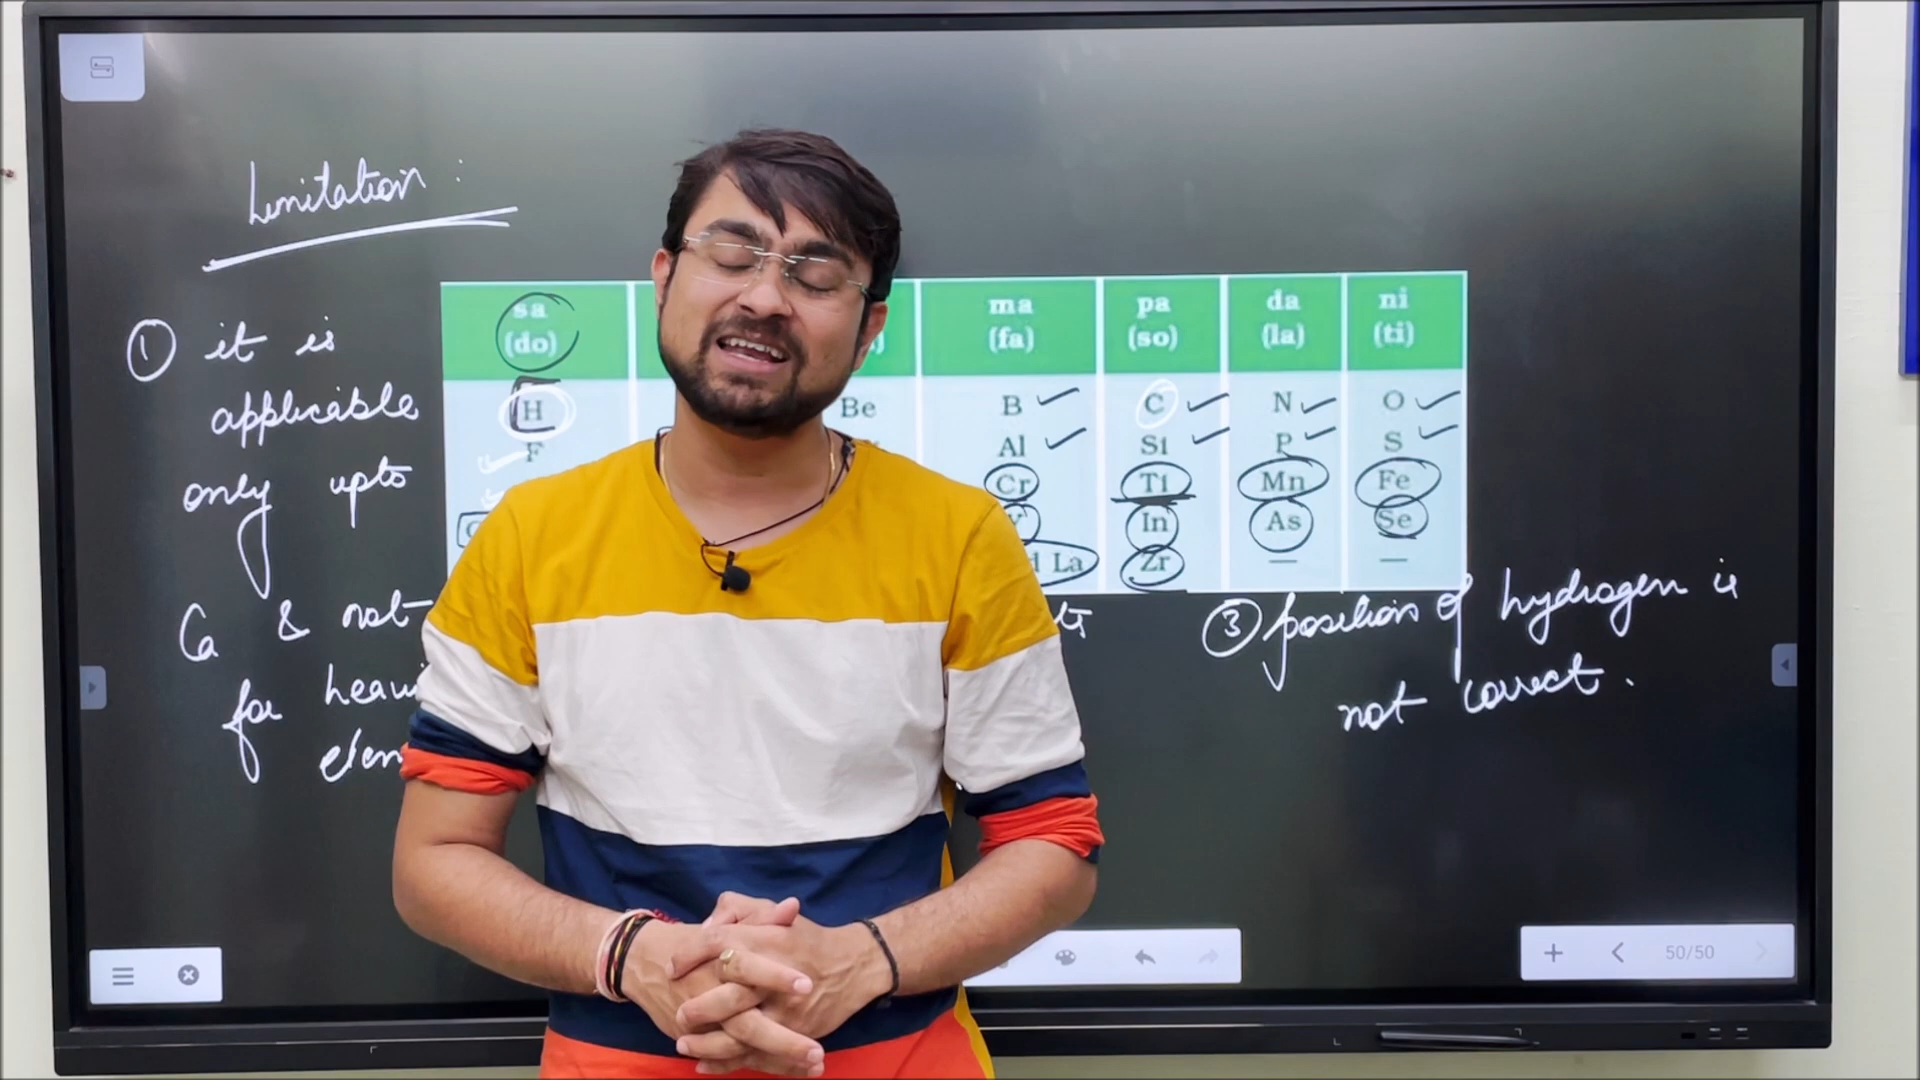 Limitation :
① it is
applicable
only upto
Ca & not
for
sa
(do)
ma
(fa)
pa
(so)
da
(la)
ni
(ti)
H Be B C N O
F Al Si P S
Cr Ti Mn Fe
In As Se
La Zr — —
③ position of hydrogen is
not correct .
50/50